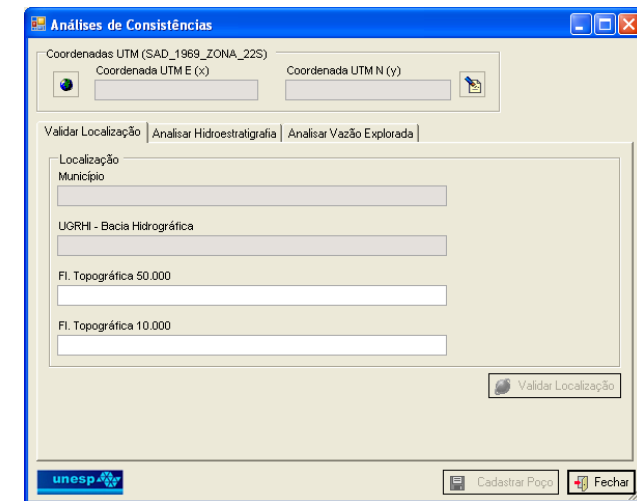 Análises de Consistências
Coordenadas UTM (SAD_1969_ZONA_22S)
Coordenada UTM E (x) Coordenada UTM N (y)
Validar Localização Analisar Hidroestratigrafia Analisar Vazão Explorada
Localização
Município
UGRHI - Bacia Hidrográfica
Fl. Topográfica 50.000
Fl. Topográfica 10.000
Validar Localização
unesp Cadastrar Poço Fechar